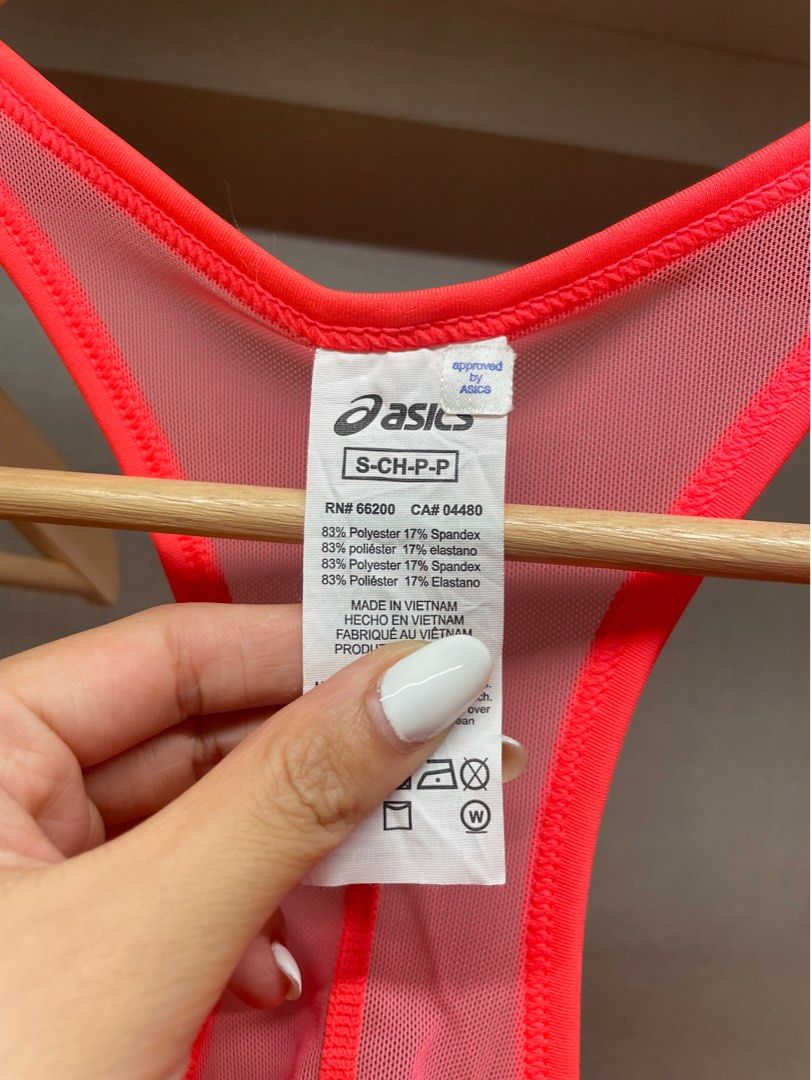 approved
by
ASICS
asics
S-CH-P-P
RN# 66200 CA# 04480
83% Polyester 17% Spandex
83% poliéster 17% elastano
83% Polyester 17% Spandex
83% Poliéster 17% Elastano
MADE IN VIETNAM
HECHO EN VIETNAM
FABRIQUÉ AU VIÊTNAM
over
W